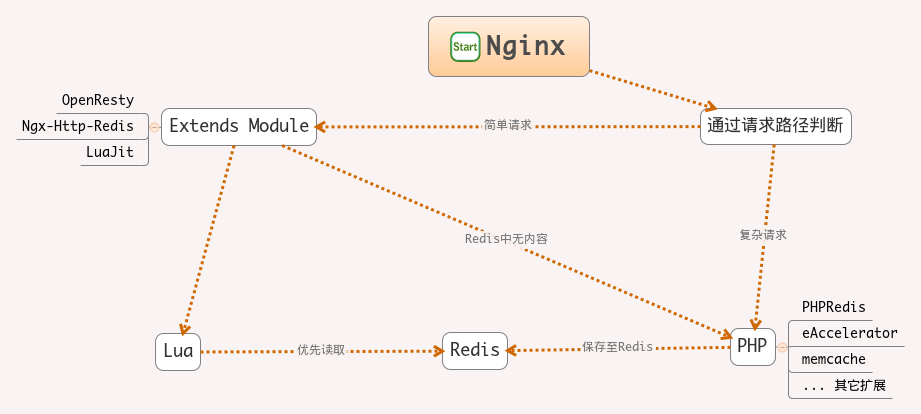 Start Nginx
OpenResty
Ngx-Http-Redis
LuaJit
Extends Module
简单请求
通过请求路径判断
Redis中无内容
复杂请求
Lua
优先读取
Redis
保存至Redis
PHP
PHPRedis
eAccelerator
memcache
... 其它扩展